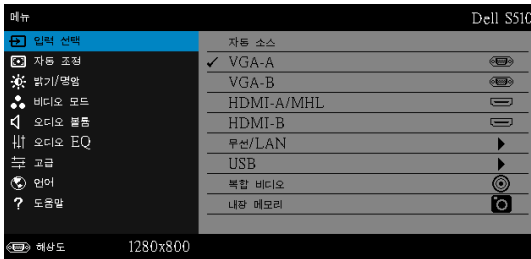 메뉴 Dell S510
입력 선택
자동 조정
밝기/명암
비디오 모드
오디오 볼륨
오디오 EQ
고급
언어
도움말
자동 소스
VGA-A
VGA-B
HDMI-A/MHL
HDMI-B
무선/LAN
USB
복합 비디오
내장 메모리
해상도 1280x800